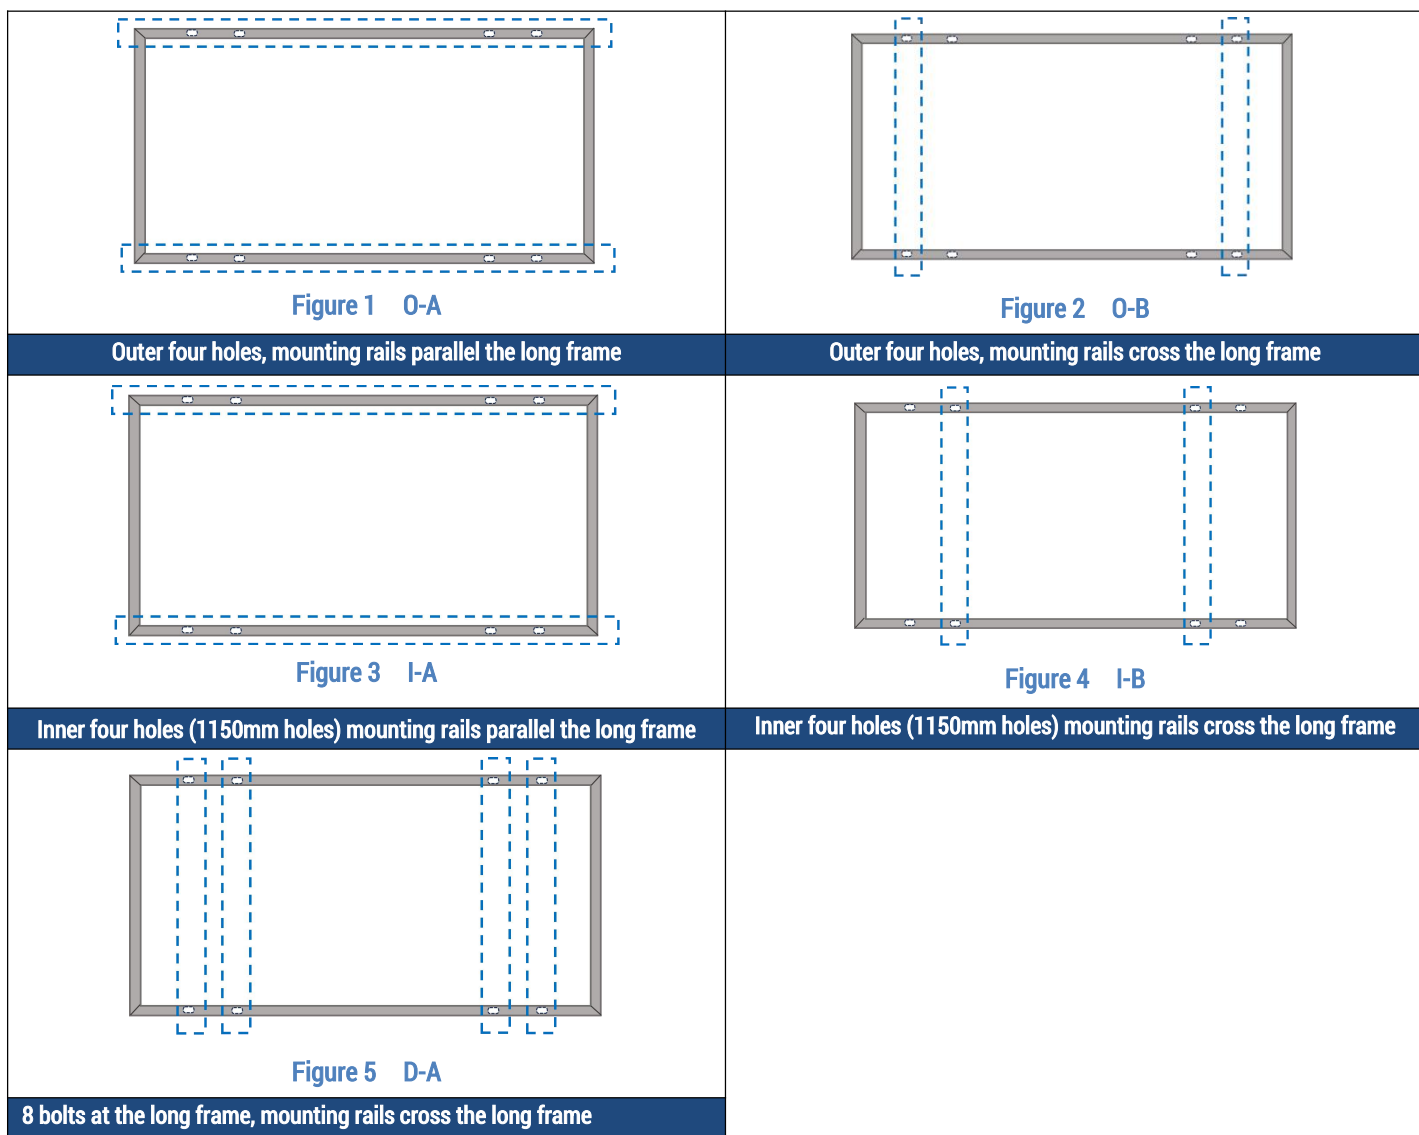 Figure 1 O-A
Figure 2 O-B
Outer four holes, mounting rails parallel the long frame
Outer four holes, mounting rails cross the long frame
Figure 3 I-A
Figure 4 I-B
Inner four holes (1150mm holes) mounting rails parallel the long frame
Inner four holes (1150mm holes) mounting rails cross the long frame
Figure 5 D-A
8 bolts at the long frame, mounting rails cross the long frame